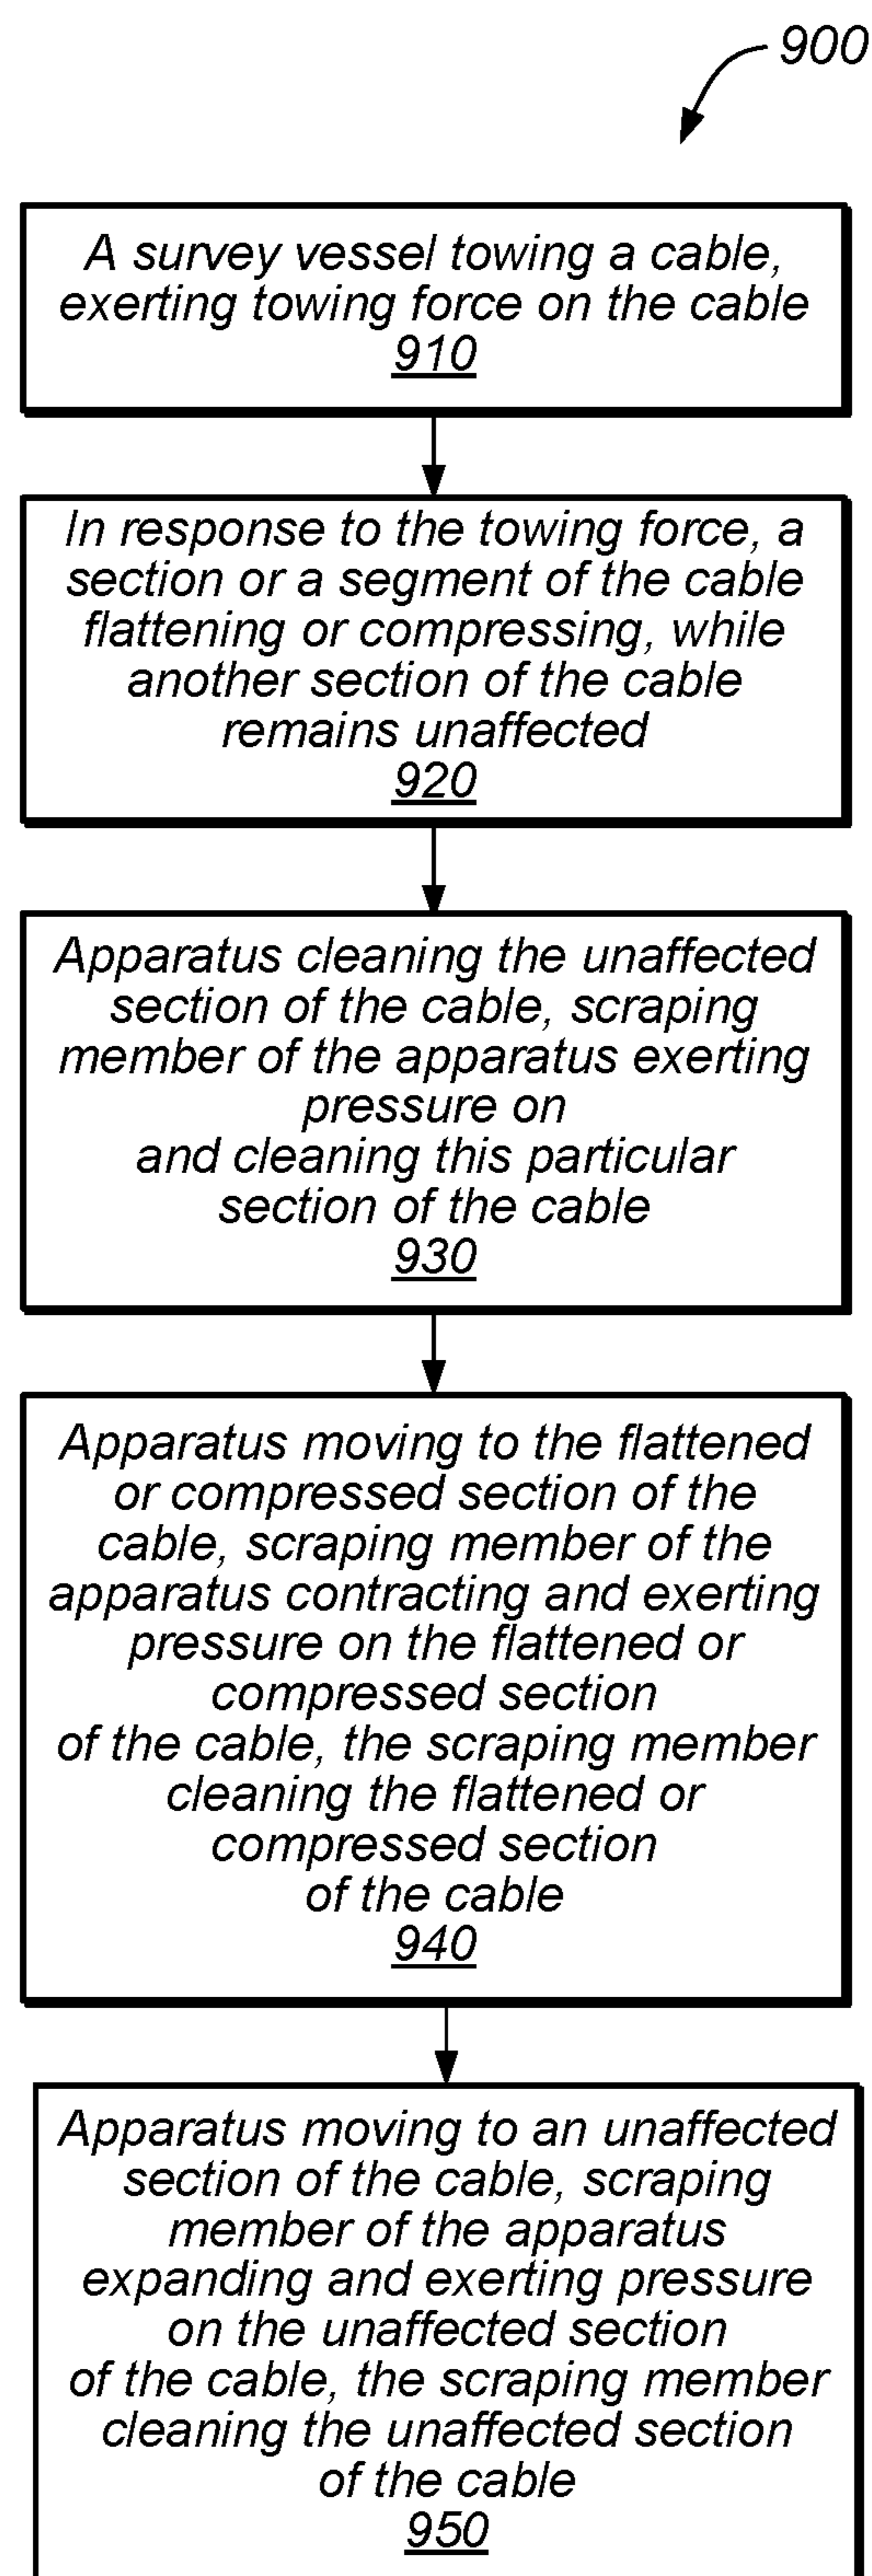 900
A survey vessel towing a cable,
exerting towing force on the cable
910
In response to the towing force, a
section or a segment of the cable
flattening or compressing, while
another section of the cable
remains unaffected
920
Apparatus cleaning the unaffected
section of the cable, scraping
member of the apparatus exerting
pressure on
and cleaning this particular
section of the cable
930
Apparatus moving to the flattened
or compressed section of the
cable, scraping member of the
apparatus contracting and exerting
pressure on the flattened or
compressed section
of the cable, the scraping member
cleaning the flattened or
compressed section
of the cable
940
Apparatus moving to an unaffected
section of the cable, scraping
member of the apparatus
expanding and exerting pressure
on the unaffected section
of the cable, the scraping member
cleaning the unaffected section
of the cable
950